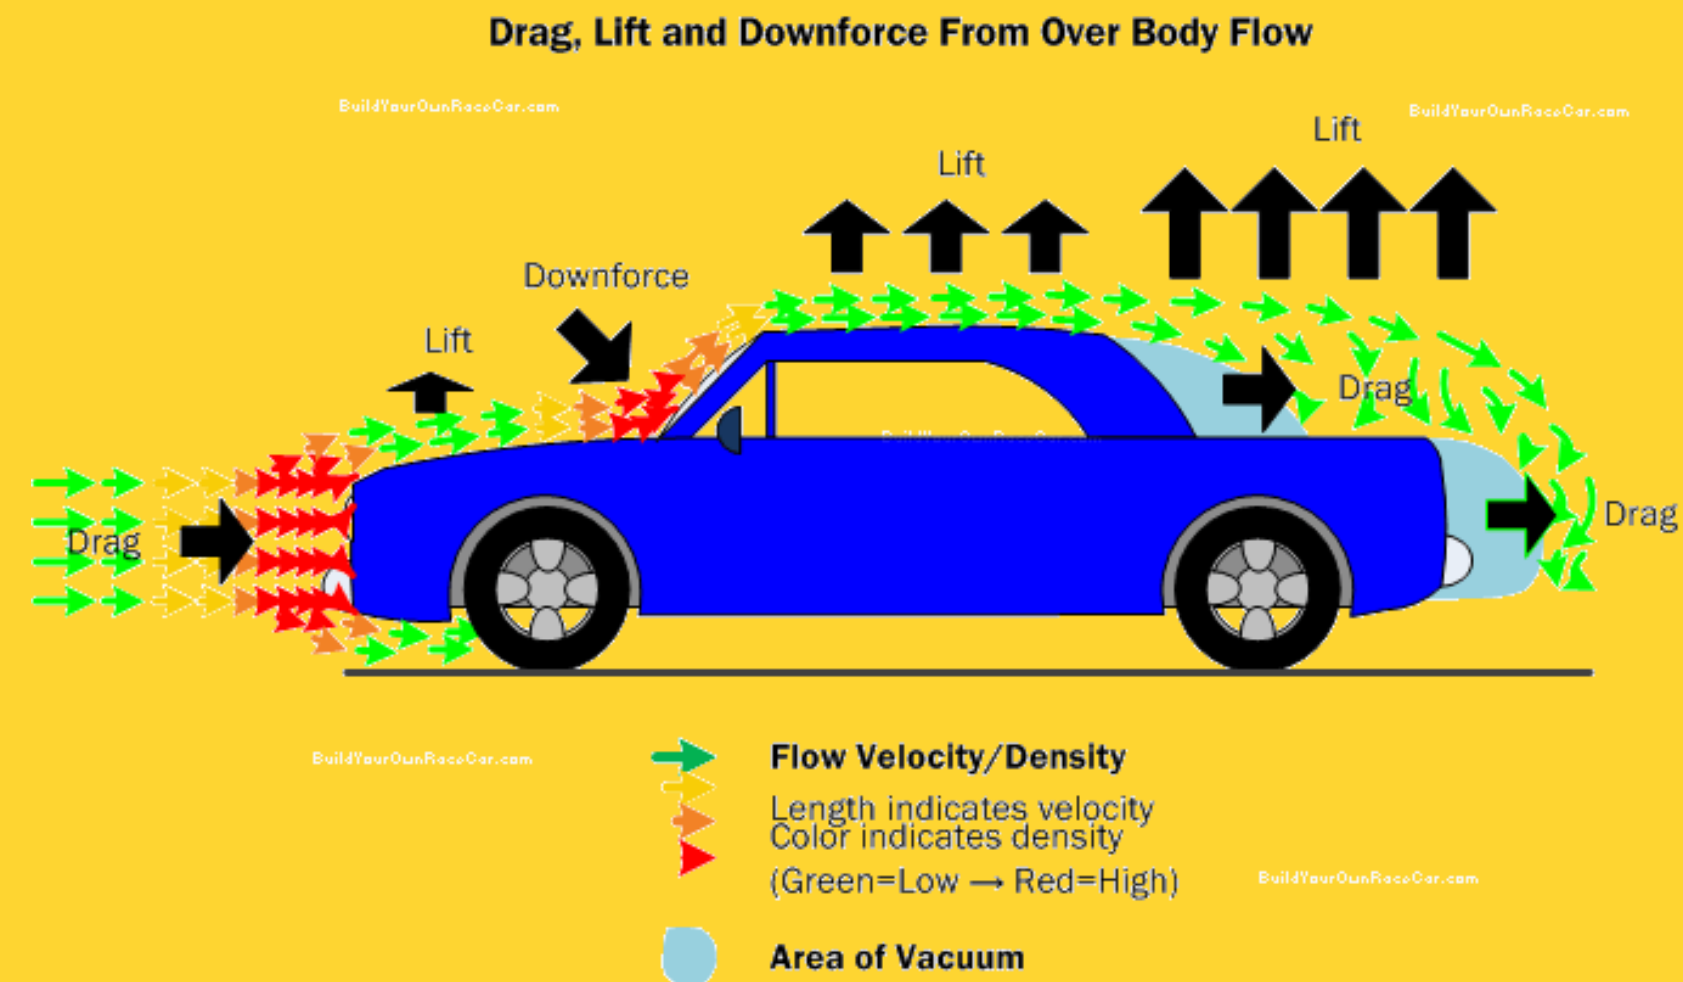 Drag, Lift and Downforce From Over Body Flow
BuildYourOwnRaceCar.com
BuildYourOwnRaceCar.com
Lift
Lift
Downforce
Lift
Drag
BuildYourOwnRaceCar.com
Drag
Drag
BuildYourOwnRaceCar.com
Flow Velocity/Density
Length indicates velocity
Color indicates density
(Green=Low → Red=High)
BuildYourOwnRaceCar.com
Area of Vacuum